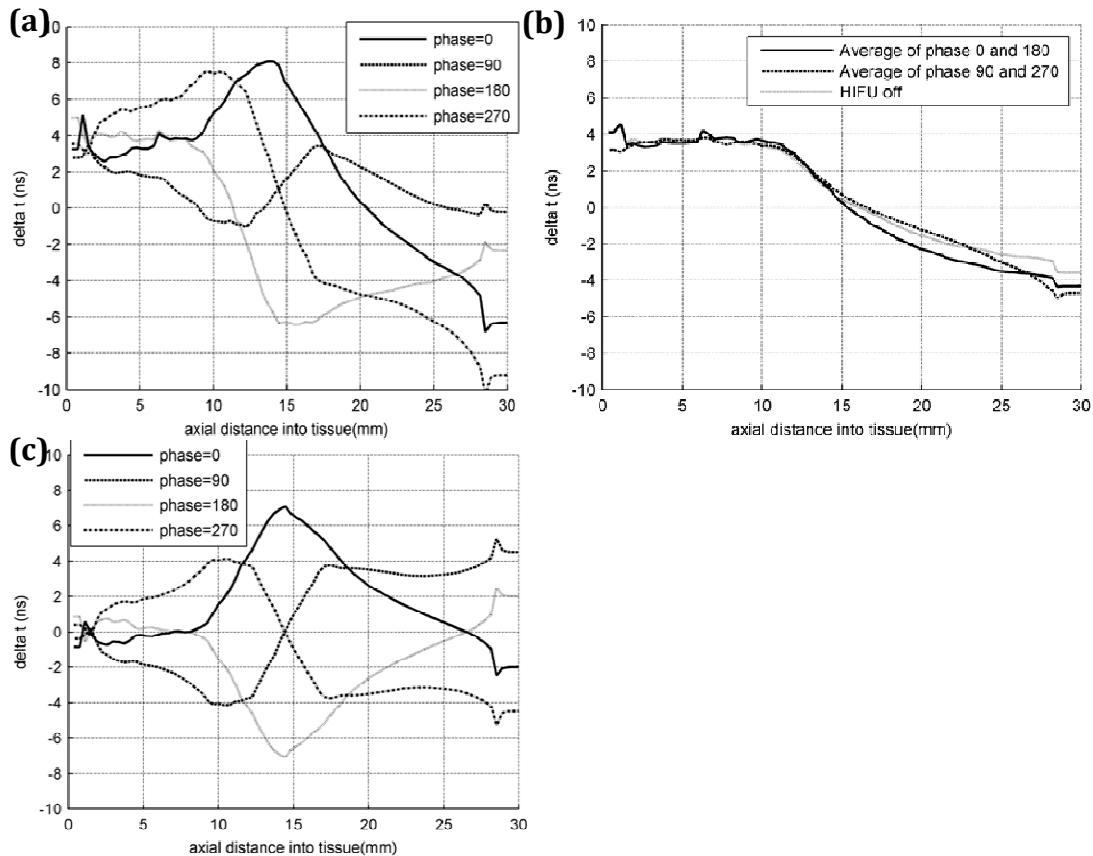 (a)
10
8
6
4
2
0
-2
-4
-6
-8
-10
delta t (ns)
0 5 10 15 20 25 30
axial distance into tissue(mm)
phase=0
phase=90
phase=180
phase=270
(b)
10
8
6
4
2
0
-2
-4
-6
-8
-10
delta t (ns)
0 5 10 15 20 25 30
axial distance into tissue(mm)
Average of phase 0 and 180
Average of phase 90 and 270
HIFU off
(c)
phase=0
phase=90
phase=180
phase=270
8
6
4
2
0
-2
-4
-6
-8
-10
delta t (ns)
0 5 10 15 20 25 30
axial distance into tissue(mm)